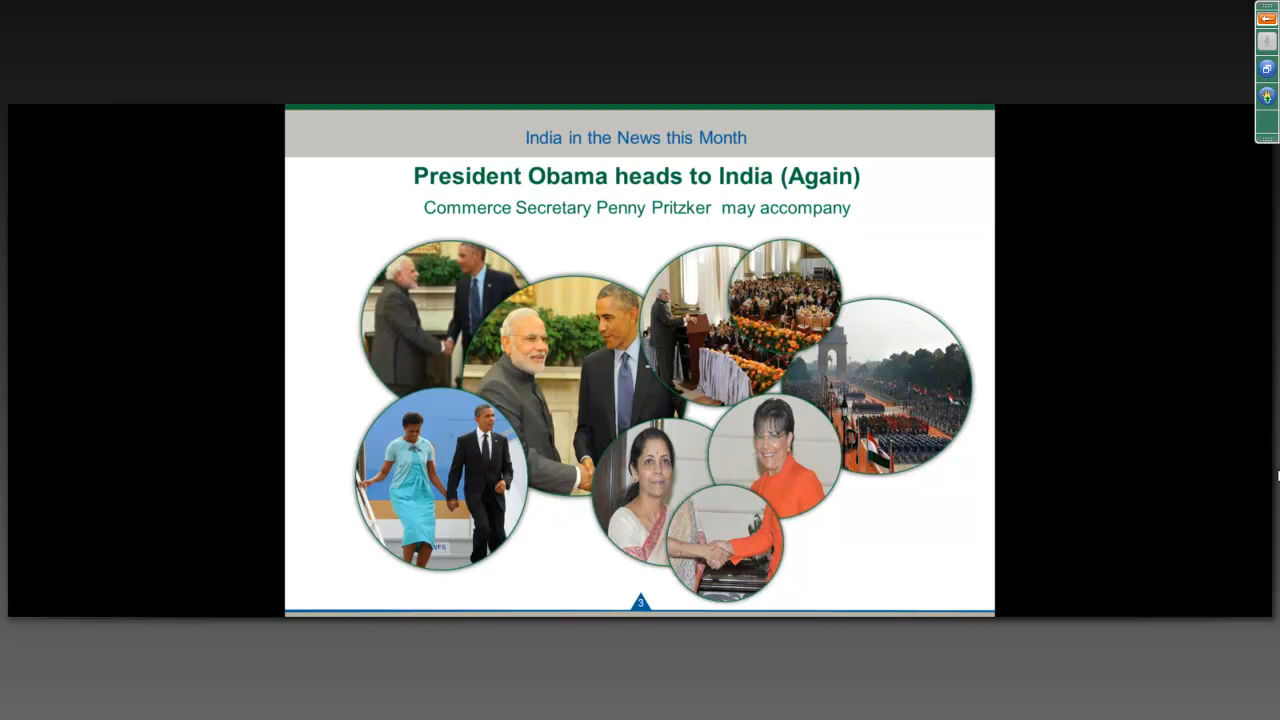 India in the News this Month
President Obama heads to India (Again)
Commerce Secretary Penny Pritzker  may accompany
3